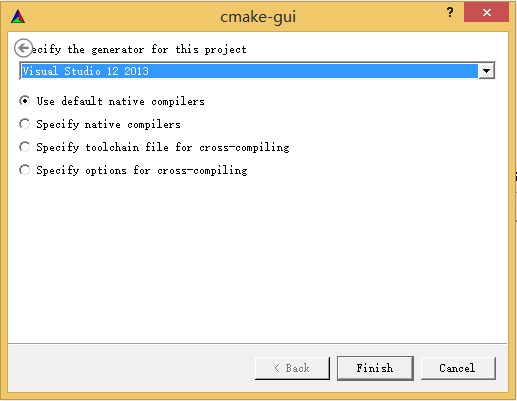 cmake-gui
?
ecify the generator for this project
Visual Studio 12 2013
Use default native compilers
Specify native compilers
Specify toolchain file for cross-compiling
Specify options for cross-compiling
< Back
Finish
Cancel